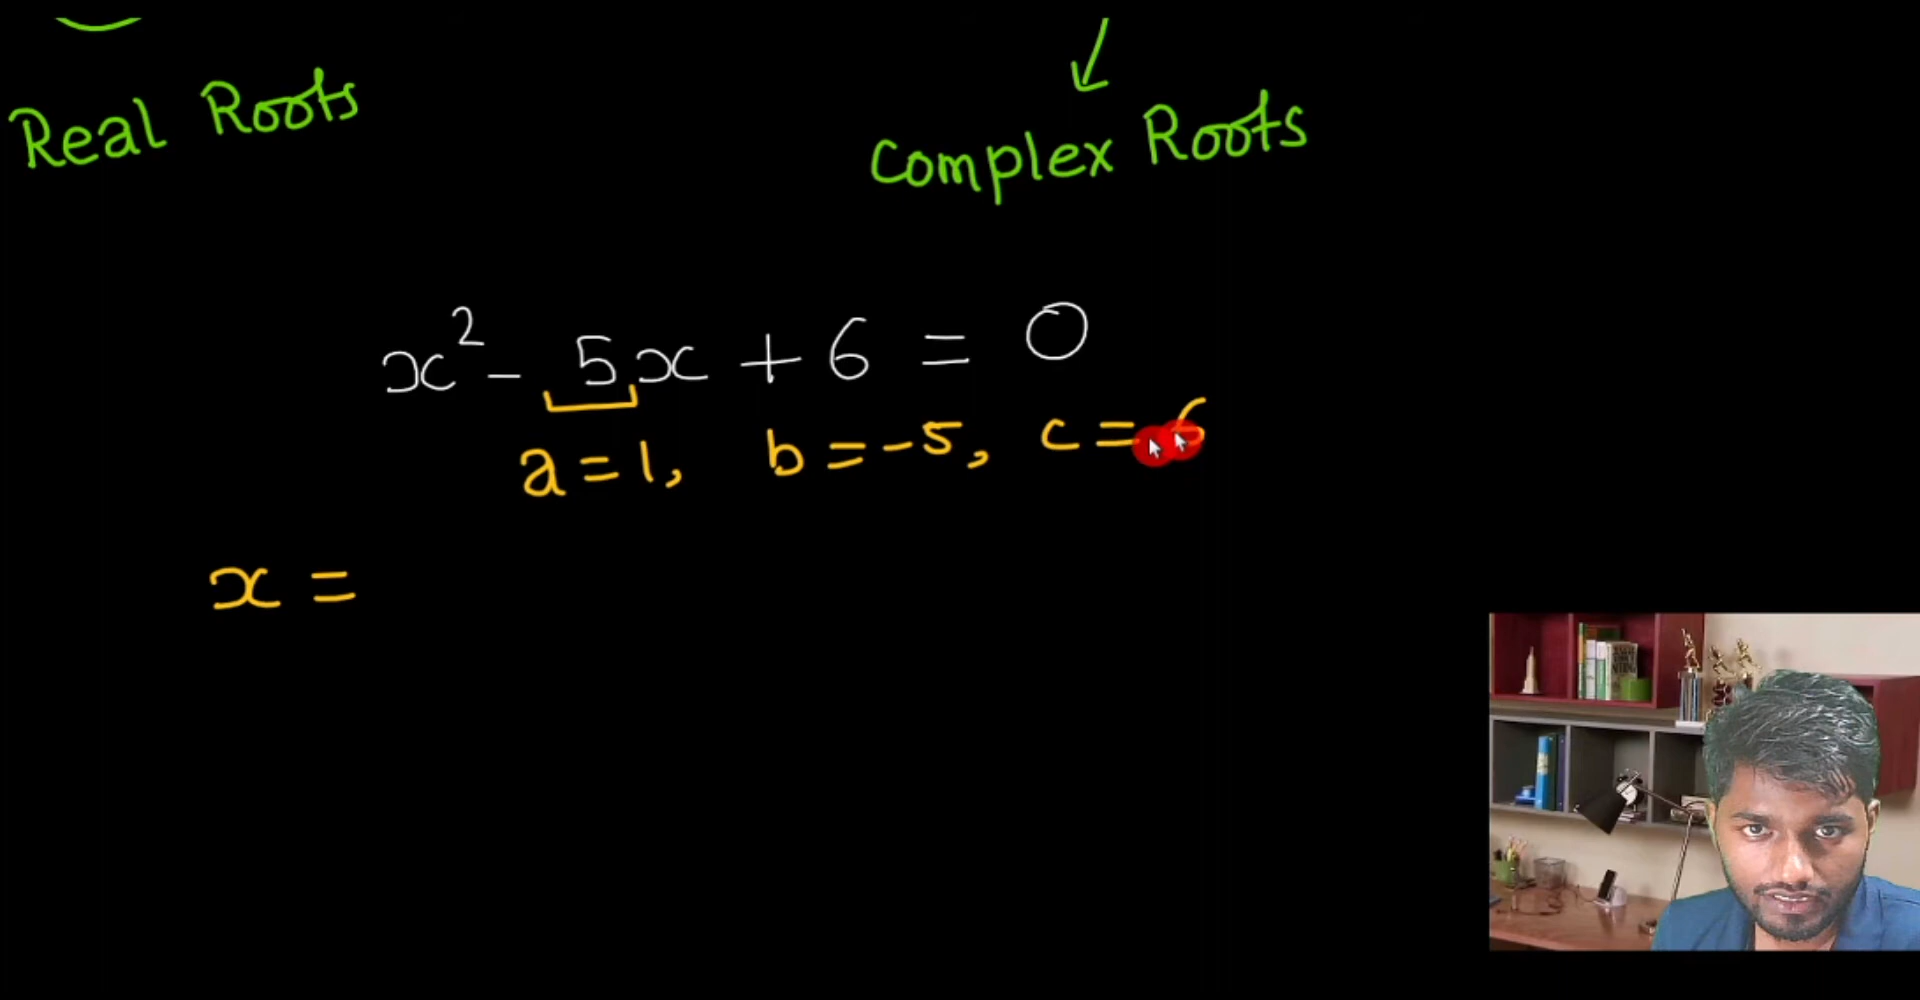 Real Roots
Complex Roots
x² - 5x + 6 = 0
a = 1, b = -5, c = 6
x =